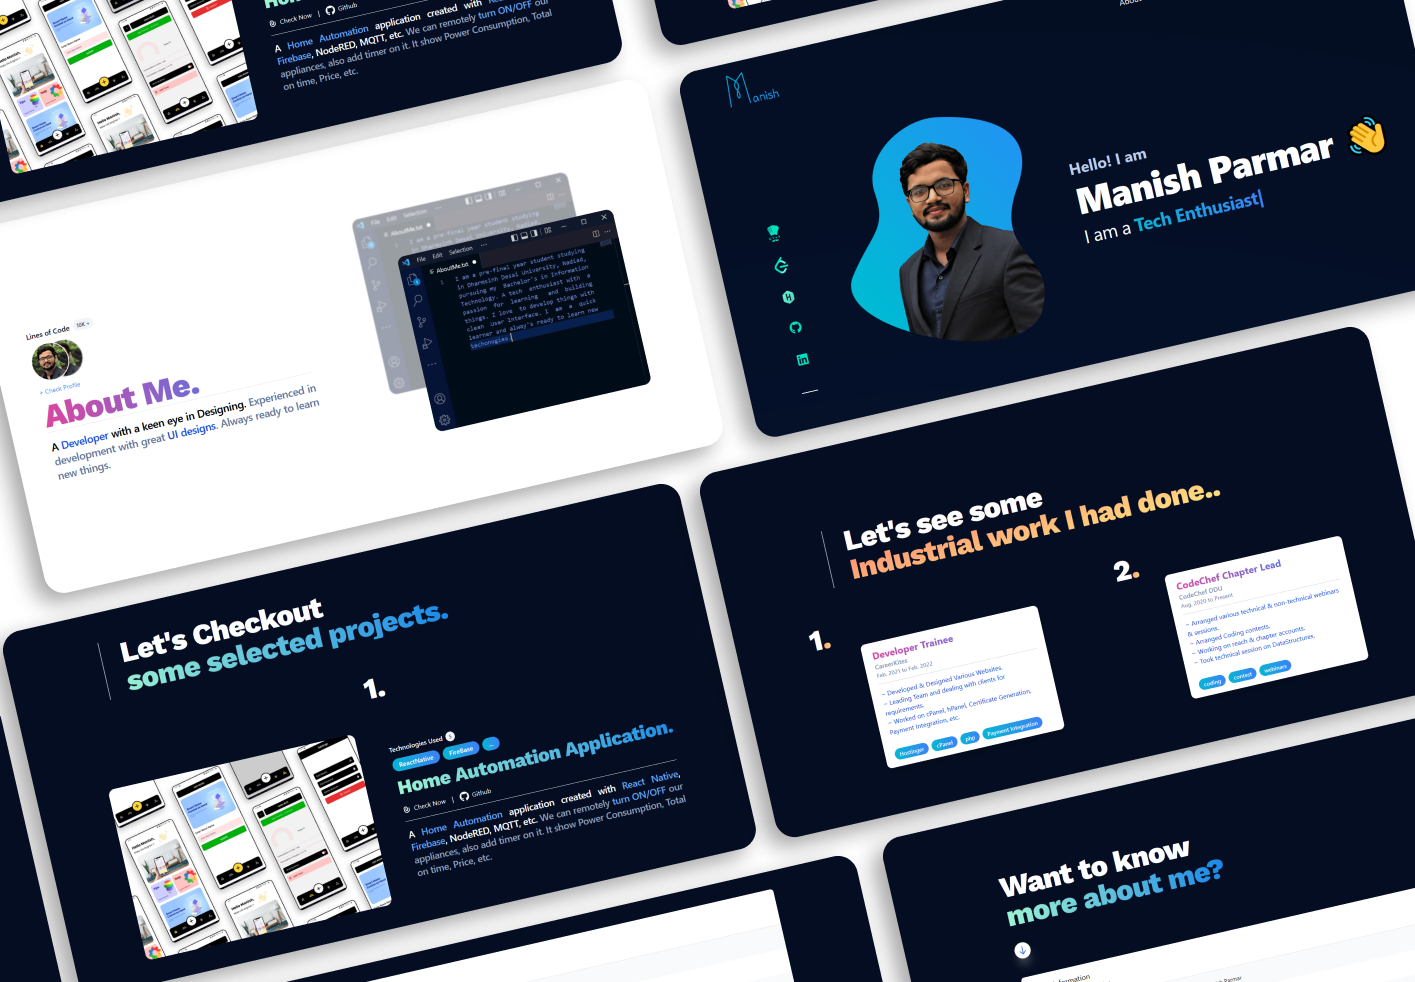 Check Now | Github
A Home Automation application created with
Firebase, NodeRED, MQTT, etc. We can remotely turn ON/OFF our
appliances, also add timer on it. It show Power Consumption, Total
on time, Price, etc.
Manish
Hello! I am
Manish Parmar
I am a Tech Enthusiast|
Lines of Code 10K +
+ Check Profile
About Me.
A Developer with a keen eye in Designing. Experienced in
development with great UI designs. Always ready to learn
new things.
File Edit Selection ...
AboutMe.txt
File Edit Selection ...
AboutMe.txt
1 I am a pre-final year student studying
in Dharmsinh Desai University, Nadiad,
pursuing my Bachelor's in Information
Technology. A tech enthusiast with a
passion for learning and building
things. I love to develop things with
clean User Interface. I am a quick
learner and alway's ready to learn new
techonogies.
Let's see some
Industrial work I had done..
1.
Developer Trainee
CareerKites
Feb. 2021 to Feb. 2022
~ Developed & Designed Various Websites.
~ Leading Team and dealing with clients for
requirements.
~ Worked on cPanel, hPanel, Certificate Generation,
Payment Integration, etc.
Hostinger cPanel php Payment Integration
2.
CodeChef Chapter Lead
CodeChef DDU
Aug. 2020 to Present
~ Arranged various technical & non-technical webinars
& sessions.
~ Arranged Coding contests.
~ Working on reach & chapter accounts.
~ Took technical session on DataStructures.
coding contest webinars
Let's Checkout
some selected projects.
1.
Technologies Used 5
ReactNative FireBase ...
Home Automation Application.
Check Now | Github
A Home Automation application created with React Native,
Firebase, NodeRED, MQTT, etc. We can remotely turn ON/OFF our
appliances, also add timer on it. It show Power Consumption, Total
on time, Price, etc.
Want to know
more about me?
Parmar